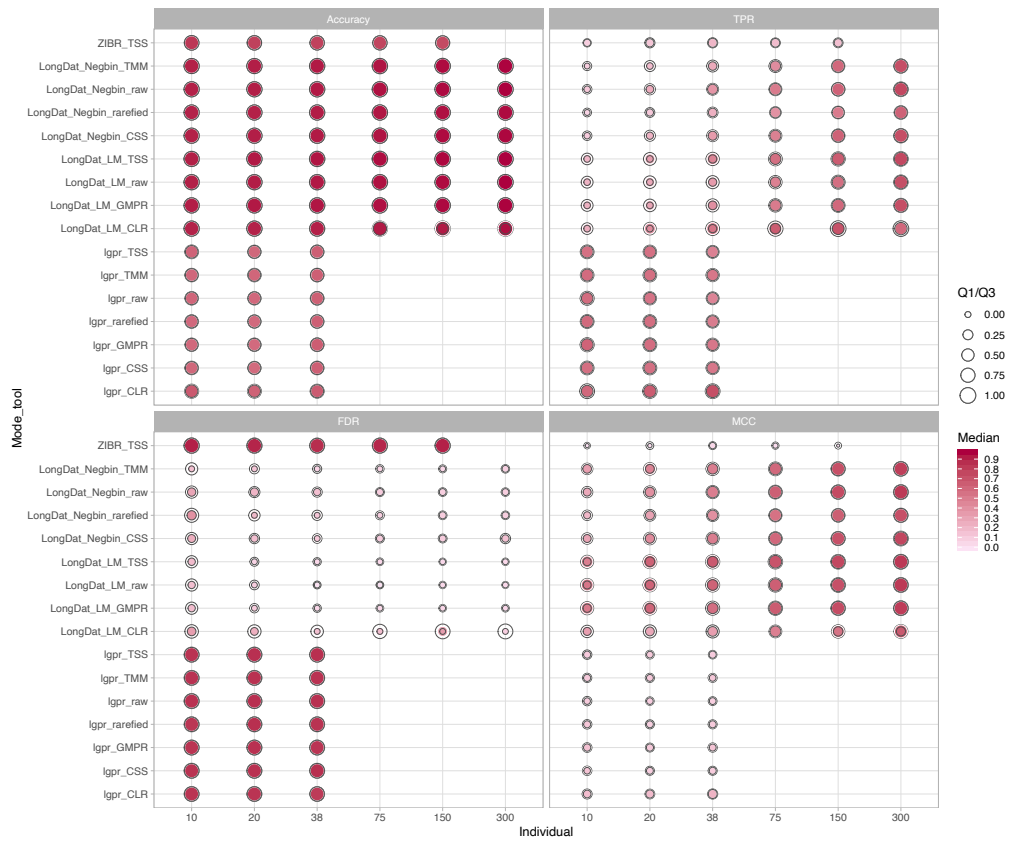 Accuracy
TPR
ZIBR_TSS
LongDat_Negbin_TMM
LongDat_Negbin_raw
LongDat_Negbin_rarefied
LongDat_Negbin_CSS
LongDat_LM_TSS
LongDat_LM_raw
LongDat_LM_GMPR
LongDat_LM_CLR
lgpr_TSS
lgpr_TMM
lgpr_raw
lgpr_rarefied
lgpr_GMPR
lgpr_CSS
lgpr_CLR
Mode_tool
FDR
MCC
ZIBR_TSS
LongDat_Negbin_TMM
LongDat_Negbin_raw
LongDat_Negbin_rarefied
LongDat_Negbin_CSS
LongDat_LM_TSS
LongDat_LM_raw
LongDat_LM_GMPR
LongDat_LM_CLR
lgpr_TSS
lgpr_TMM
lgpr_raw
lgpr_rarefied
lgpr_GMPR
lgpr_CSS
lgpr_CLR
10 20 38 75 150 300
10 20 38 75 150 300
Individual
Q1/Q3
0.00
0.25
0.50
0.75
1.00
Median
0.9
0.8
0.7
0.6
0.5
0.4
0.3
0.2
0.1
0.0